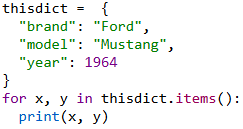 thisdict =  {
  "brand": "Ford",
  "model": "Mustang",
  "year": 1964
}
for x, y in thisdict.items():
  print(x, y)